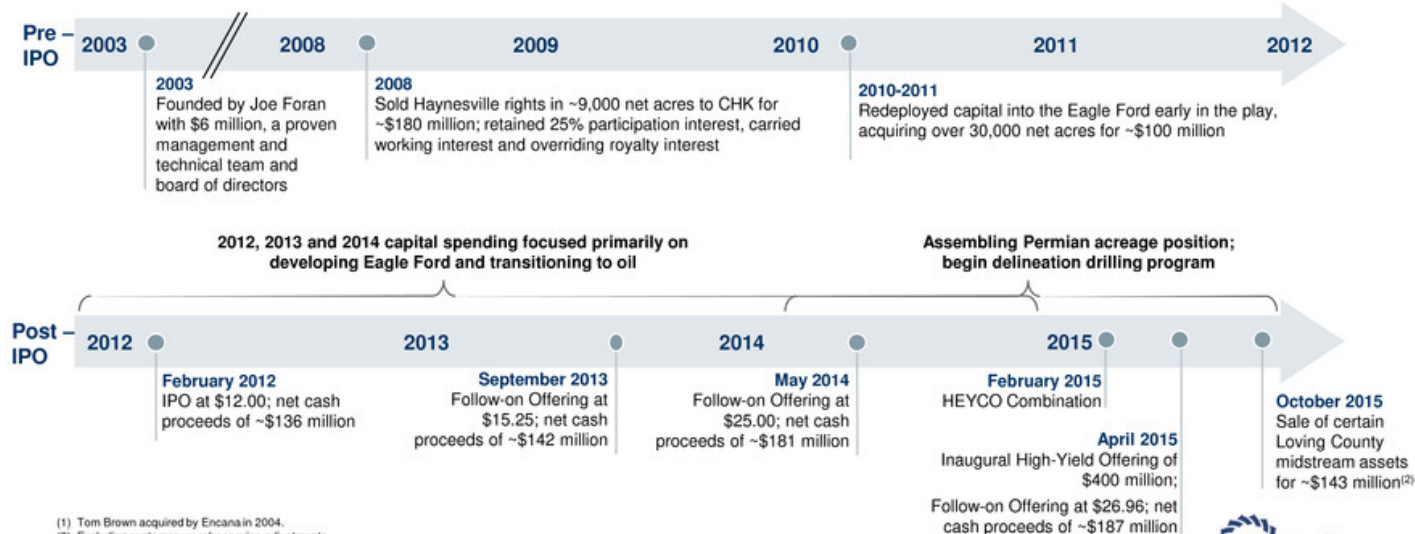 Pre –
IPO
2003
2008
2009
2010
2011
2012
2003
Founded by Joe Foran
with $6 million, a proven
management and
technical team and
board of directors
2008
Sold Haynesville rights in ~9,000 net acres to CHK for
~$180 million; retained 25% participation interest, carried
working interest and overriding royalty interest
2010-2011
Redeployed capital into the Eagle Ford early in the play,
acquiring over 30,000 net acres for ~$100 million
2012, 2013 and 2014 capital spending focused primarily on
developing Eagle Ford and transitioning to oil
Assembling Permian acreage position;
begin delineation drilling program
Post –
IPO
2012
2013
2014
2015
February 2012
IPO at $12.00; net cash
proceeds of ~$136 million
September 2013
Follow-on Offering at
$15.25; net cash
proceeds of ~$142 million
May 2014
Follow-on Offering at
$25.00; net cash
proceeds of ~$181 million
February 2015
HEYCO Combination
April 2015
Inaugural High-Yield Offering of
$400 million;
Follow-on Offering at $26.96; net
cash proceeds of ~$187 million
October 2015
Sale of certain
Loving County
midstream assets
for ~$143 million(2)
(1) Tom Brown acquired by Encana in 2004.